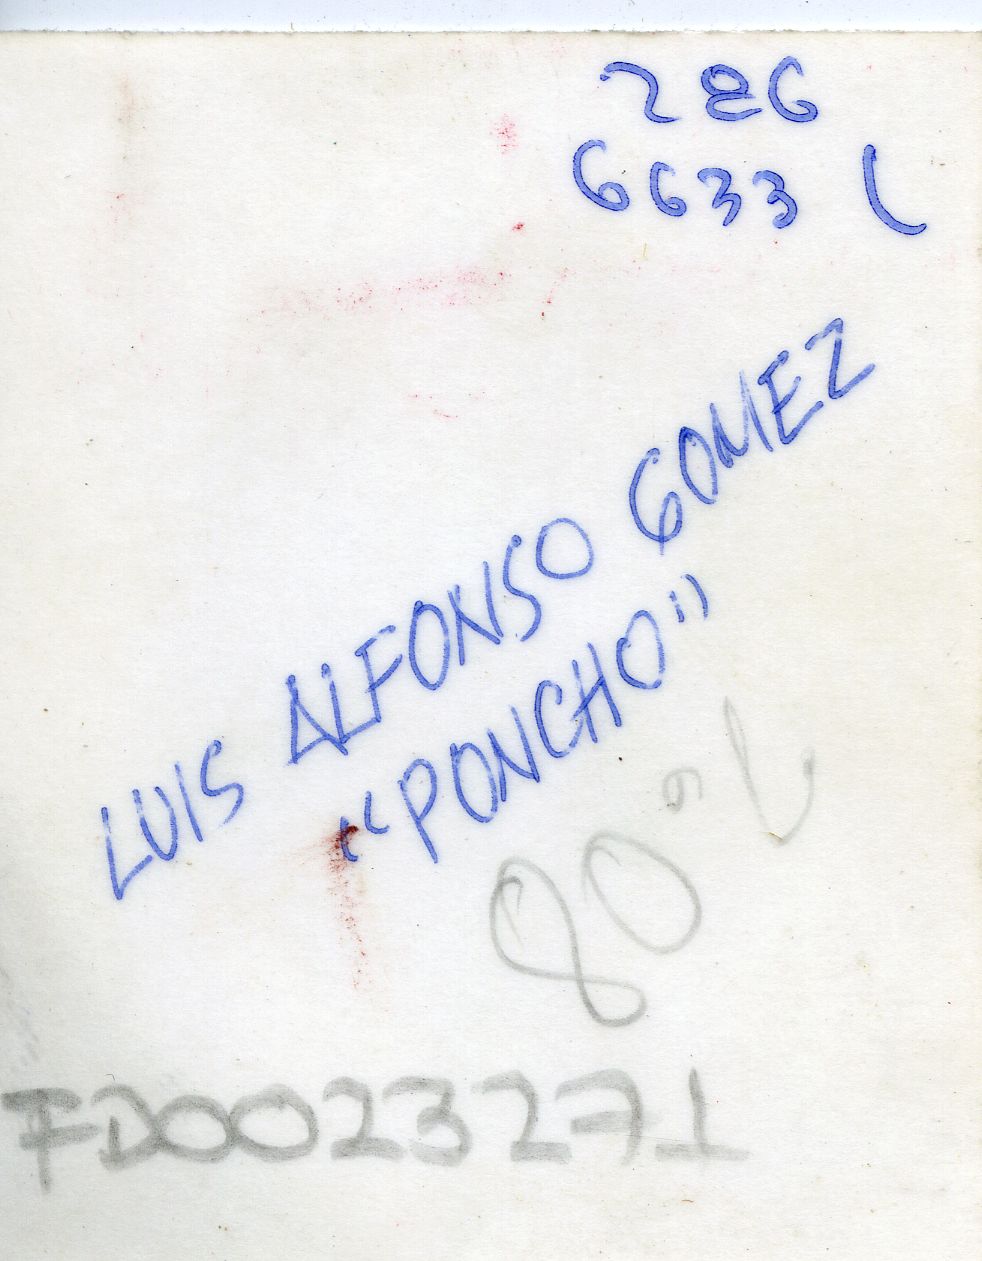 286
6633 L
LUIS ALFONSO GOMEZ
"PONCHO"
80% L
FD0023271